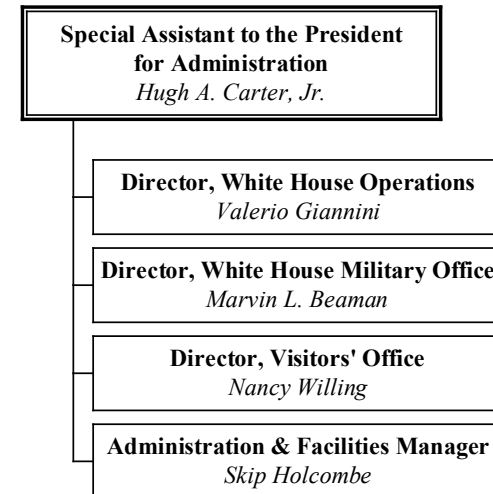 Special Assistant to the President
for Administration
Hugh A. Carter, Jr.
Director, White House Operations
Valerio Giannini
Director, White House Military Office
Marvin L. Beaman
Director, Visitors' Office
Nancy Willing
Administration & Facilities Manager
Skip Holcombe